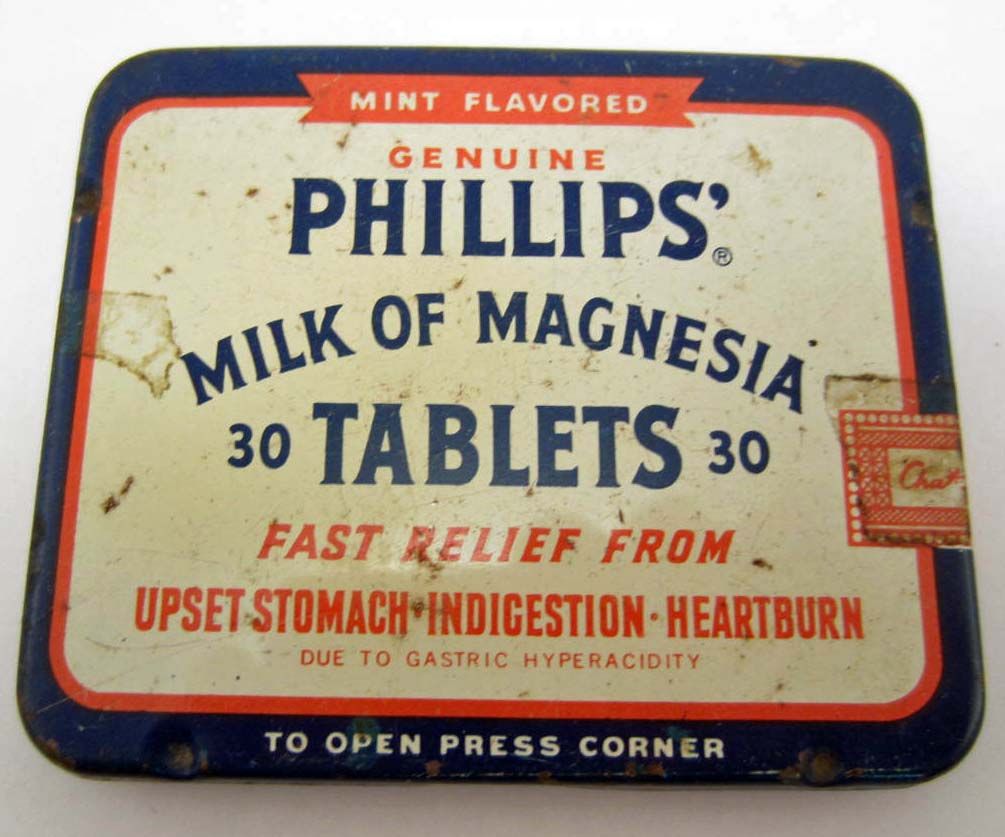 MINT FLAVORED
GENUINE
PHILLIPS'®
MILK OF MAGNESIA
30 TABLETS 30
FAST RELIEF FROM
UPSET STOMACH · INDIGESTION · HEARTBURN
DUE TO GASTRIC HYPERACIDITY
TO OPEN PRESS CORNER